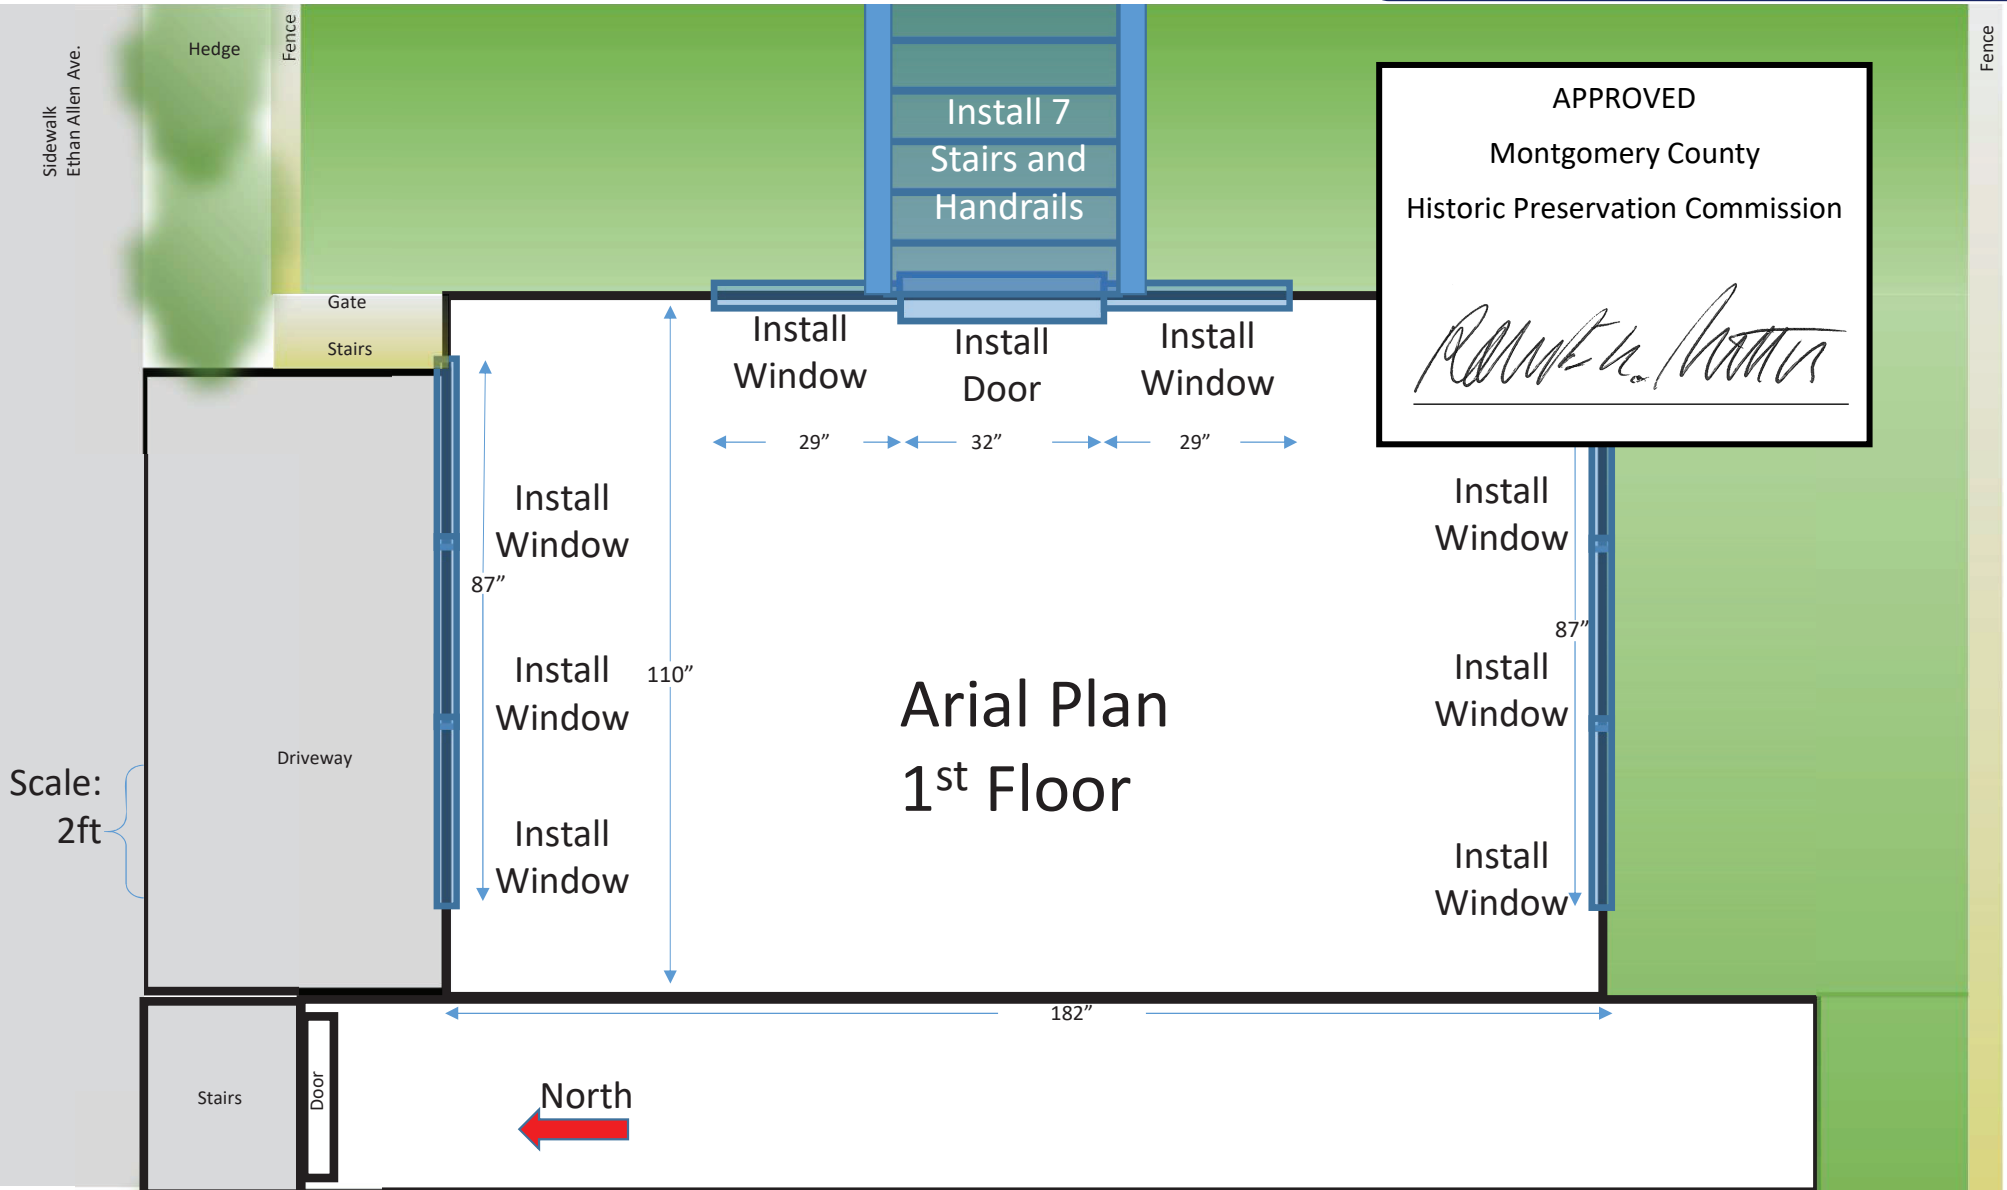 Sidewalk
Ethan Allen Ave.
Hedge
Fence
Install 7
Stairs and
Handrails
APPROVED
Montgomery County
Historic Preservation Commission
Fence
Gate
Stairs
Install
Window
Install
Door
Install
Window
29”
32”
29”
Install
Window
87”
Install
Window
Install
Window
110”
Arial Plan
1st Floor
Install
Window
87”
Install
Window
Install
Window
Driveway
Scale:
2ft
182”
Stairs
Door
North